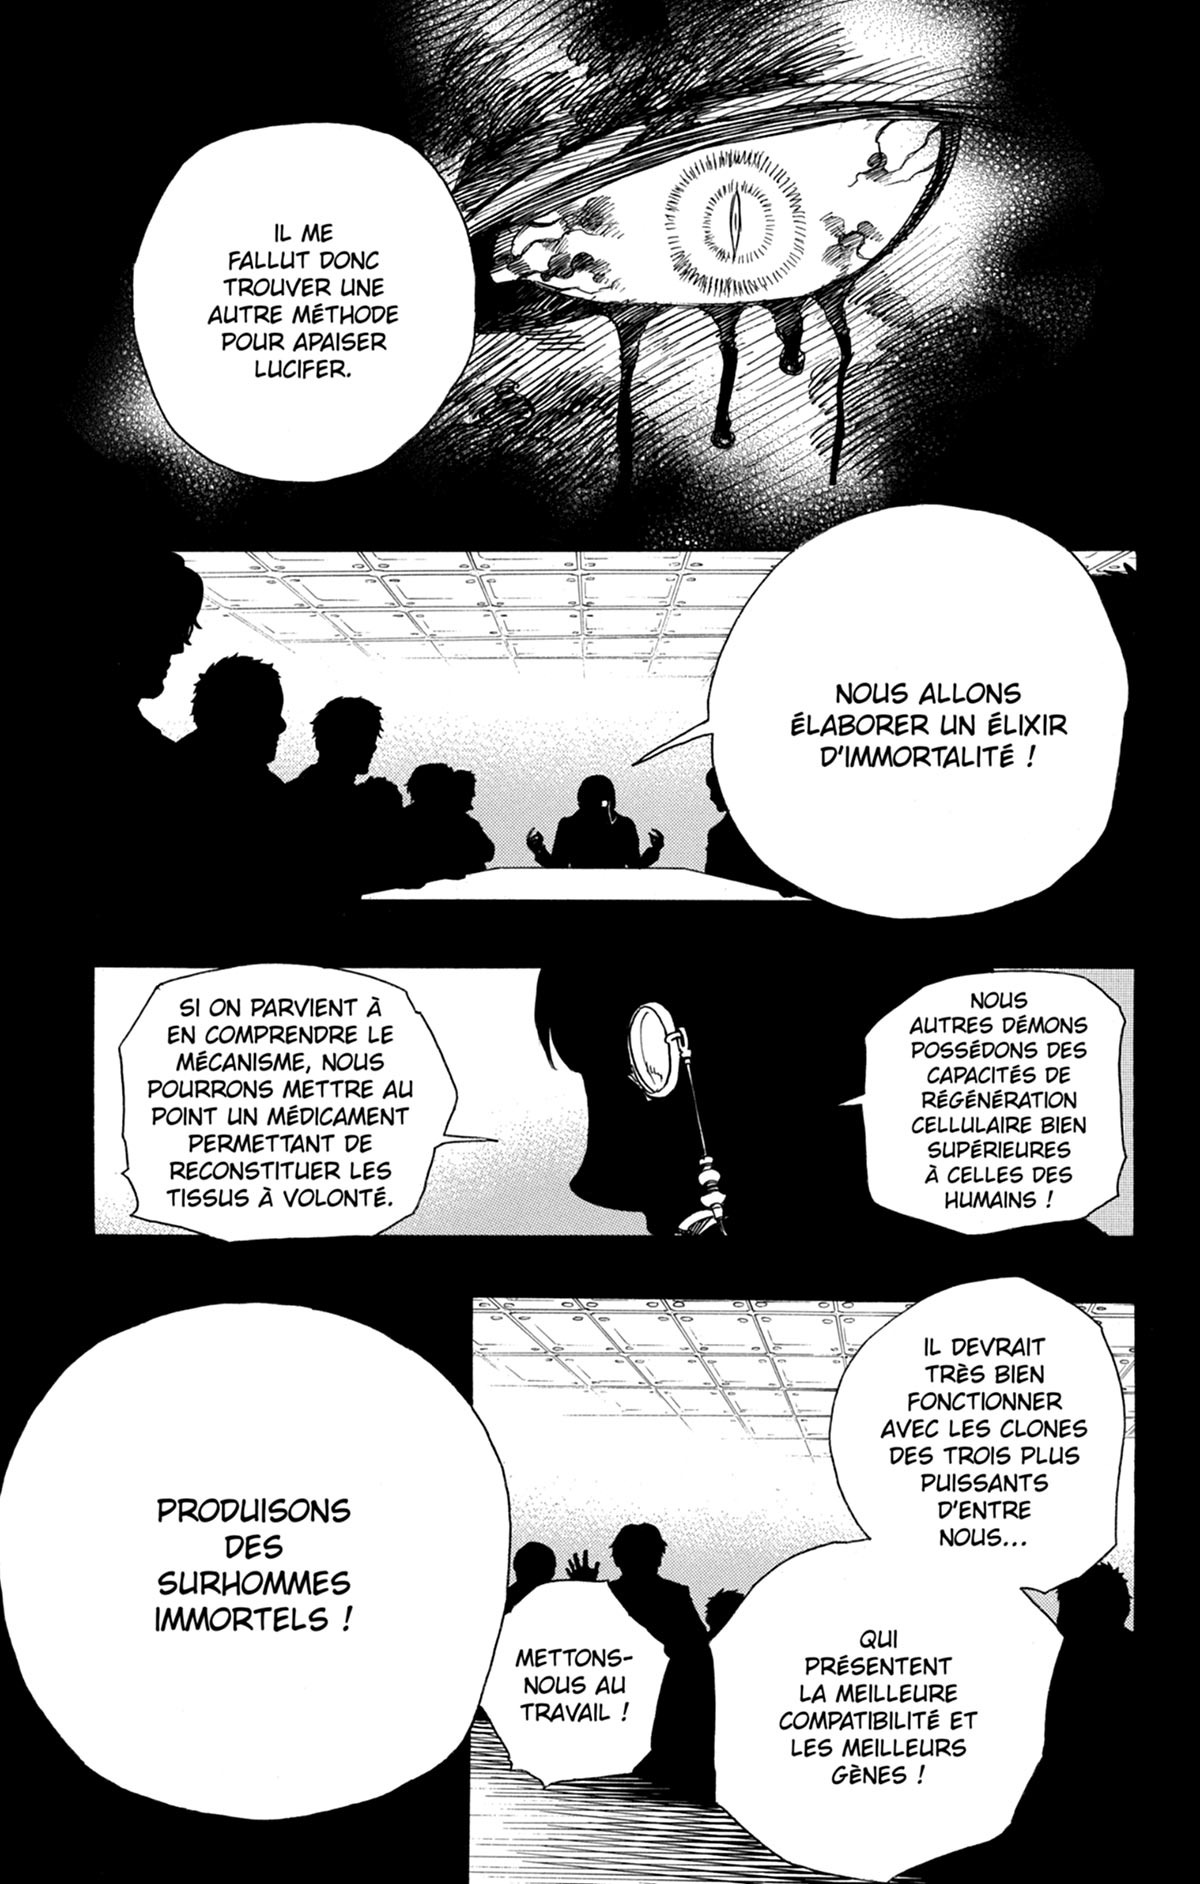 IL ME
FALLUT DONC
TROUVER UNE
AUTRE MÉTHODE
POUR APAISER
LUCIFER.
NOUS ALLONS
ÉLABORER UN ÉLIXIR
D'IMMORTALITÉ !
NOUS
AUTRES DÉMONS
POSSÉDONS DES
CAPACITÉS DE
RÉGÉNÉRATION
CELLULAIRE BIEN
SUPÉRIEURES
À CELLES DES
HUMAINS !
SI ON PARVIENT À
EN COMPRENDRE LE
MÉCANISME, NOUS
POURRONS METTRE AU
POINT UN MÉDICAMENT
PERMETTANT DE
RECONSTITUER LES
TISSUS À VOLONTÉ.
IL DEVRAIT
TRÈS BIEN
FONCTIONNER
AVEC LES CLONES
DES TROIS PLUS
PUISSANTS
D'ENTRE
NOUS...
QUI
PRÉSENTENT
LA MEILLEURE
COMPATIBILITÉ ET
LES MEILLEURS
GÈNES !
METTONS-
NOUS AU
TRAVAIL !
PRODUISONS
DES
SURHOMMES
IMMORTELS !